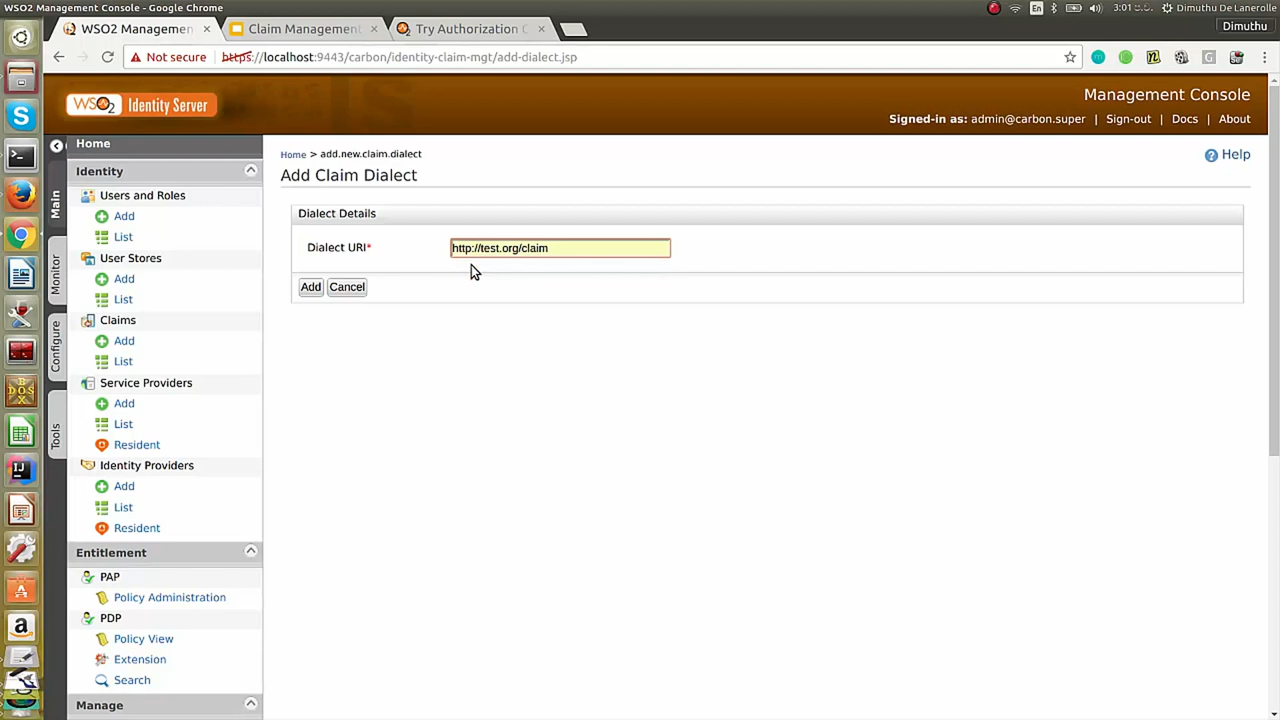 WSO2 Management Console - Google Chrome
En
Dimuthu De Lanerolle
WSO2 Managemen
Claim Management
Try Authorization C
Dimuthu
Not secure
https://localhost:9443/carbon/identity-claim-mgt/add-dialect.jsp
WSO2 Identity Server
Management Console
Signed-in as: admin@carbon.super | Sign-out | Docs | About
Home
Home > add.new.claim.dialect
Help
Add Claim Dialect
Main
Monitor
Configure
Tools
Identity
Users and Roles
Add
List
User Stores
Add
List
Claims
Add
List
Service Providers
Add
List
Resident
Identity Providers
Add
List
Resident
Entitlement
PAP
Policy Administration
PDP
Policy View
Extension
Search
Manage
Dialect Details
Dialect URI*
http://test.org/claim
Add
Cancel